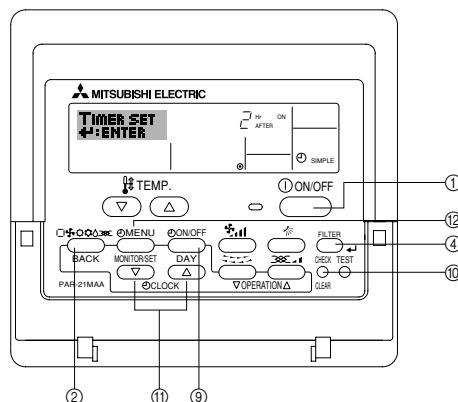 MITSUBISHI ELECTRIC
TIMER SET
↵:ENTER
2 Hr ON
AFTER
SIMPLE
TEMP.
ON/OFF
①
⑫
MENU
ON/OFF
FILTER
④
BACK
MONITOR/SET
DAY
CHECK TEST
⑩
PAR-21MAA
CLOCK
▽OPERATION△
CLEAR
② ⑪ ⑨